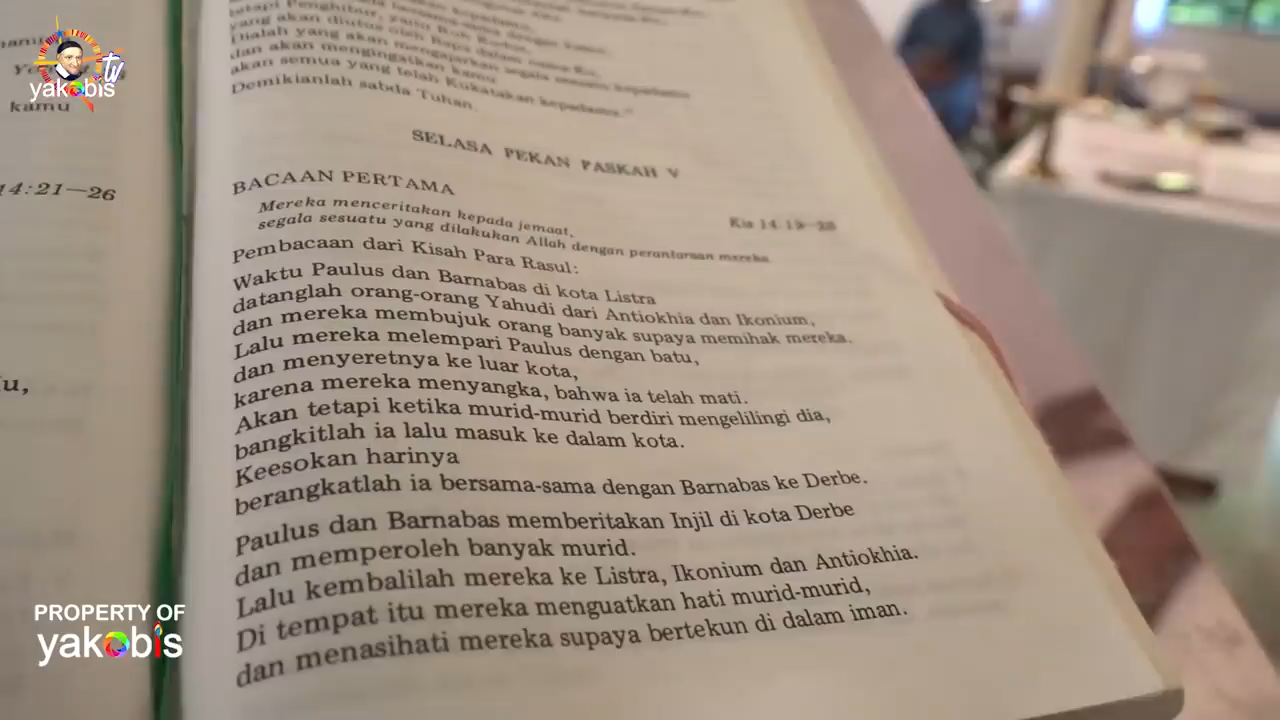 tv
yakobis
kamu
14:21—26
yang akan diutus oleh Bapa dalam nama-Ku,
Dialah yang akan mengajarkan segala sesuatu kepadamu
dan akan mengingatkan kamu
akan semua yang telah Kukatakan kepadamu."
Demikianlah sabda Tuhan.
SELASA PEKAN PASKAH V
BACAAN PERTAMA
Mereka menceritakan kepada jemaat,
segala sesuatu yang dilakukan Allah dengan perantaraan mereka.
Kis 14:19—28
Pembacaan dari Kisah Para Rasul:
Waktu Paulus dan Barnabas di kota Listra
datanglah orang-orang Yahudi dari Antiokhia dan Ikonium,
dan mereka membujuk orang banyak supaya memihak mereka.
Lalu mereka melempari Paulus dengan batu,
dan menyeretnya ke luar kota,
karena mereka menyangka, bahwa ia telah mati.
Akan tetapi ketika murid-murid berdiri mengelilingi dia,
bangkitlah ia lalu masuk ke dalam kota.
Keesokan harinya
berangkatlah ia bersama-sama dengan Barnabas ke Derbe.
Paulus dan Barnabas memberitakan Injil di kota Derbe
dan memperoleh banyak murid.
Lalu kembalilah mereka ke Listra, Ikonium dan Antiokhia.
Di tempat itu mereka menguatkan hati murid-murid,
dan menasihati mereka supaya bertekun di dalam iman.
PROPERTY OF
yakobis